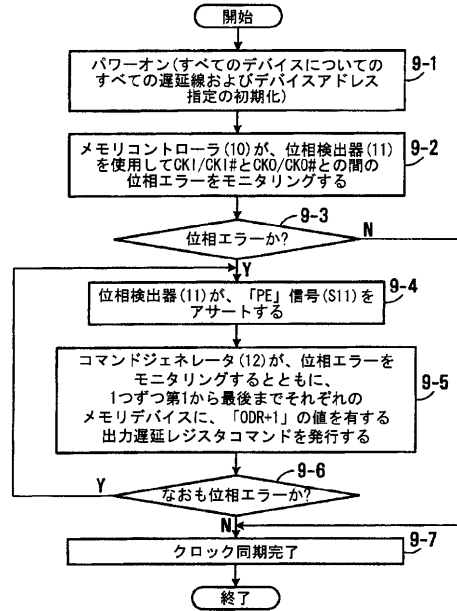 開始
パワーオン(すべてのデバイスについての
すべての遅延線およびデバイスアドレス
指定の初期化)
9-1
メモリコントローラ(10)が、位相検出器(11)
を使用してCKI/CKI#とCKO/CKO#との間の
位相エラーをモニタリングする
9-2
9-3
位相エラーか?
N
Y
位相検出器(11)が、「PE」信号(S11)を
アサートする
9-4
コマンドジェネレータ(12)が、位相エラーを
モニタリングするとともに、
1つずつ第1から最後までそれぞれの
メモリデバイスに、「ODR+1」の値を有する
出力遅延レジスタコマンドを発行する
9-5
9-6
Y
なおも位相エラーか?
N
クロック同期完了
9-7
終了